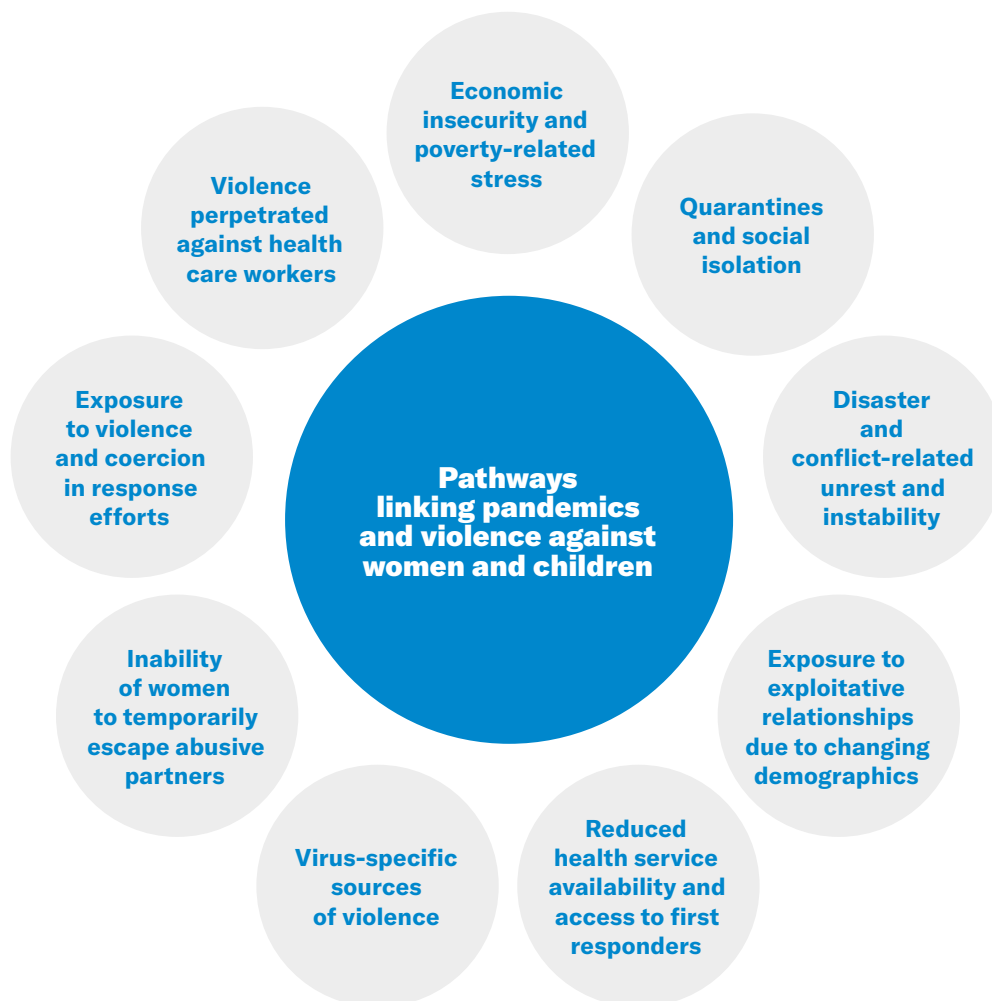 Economic
insecurity and
poverty-related
stress
Quarantines
and social
isolation
Disaster
and
conflict-related
unrest and
instability
Exposure to
exploitative
relationships
due to changing
demographics
Reduced
health service
availability and
access to first
responders
Virus-specific
sources
of violence
Inability
of women
to temporarily
escape abusive
partners
Exposure
to violence
and coercion
in response
efforts
Violence
perpetrated
against health
care workers
Pathways
linking pandemics
and violence against
women and children